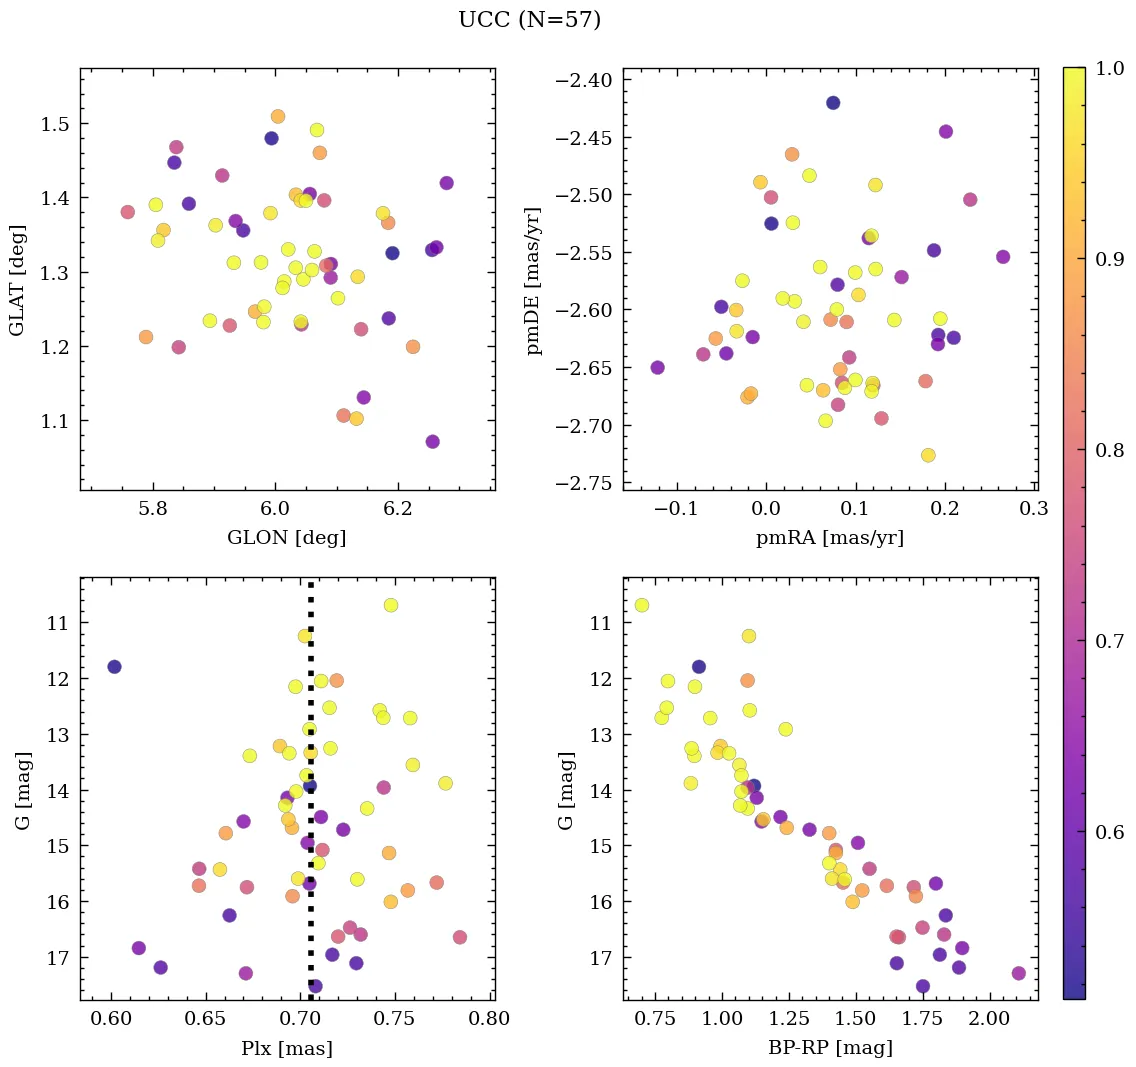 UCC (N=57)
1.5
1.4
1.3
1.2
1.1
GLAT [deg]
5.8 6.0 6.2
GLON [deg]
−2.40
−2.45
−2.50
−2.55
−2.60
−2.65
−2.70
−2.75
pmDE [mas/yr]
−0.1 0.0 0.1 0.2 0.3
pmRA [mas/yr]
11
12
13
14
15
16
17
G [mag]
0.60 0.65 0.70 0.75 0.80
Plx [mas]
11
12
13
14
15
16
17
G [mag]
0.75 1.00 1.25 1.50 1.75 2.00
BP-RP [mag]
1.0
0.9
0.8
0.7
0.6